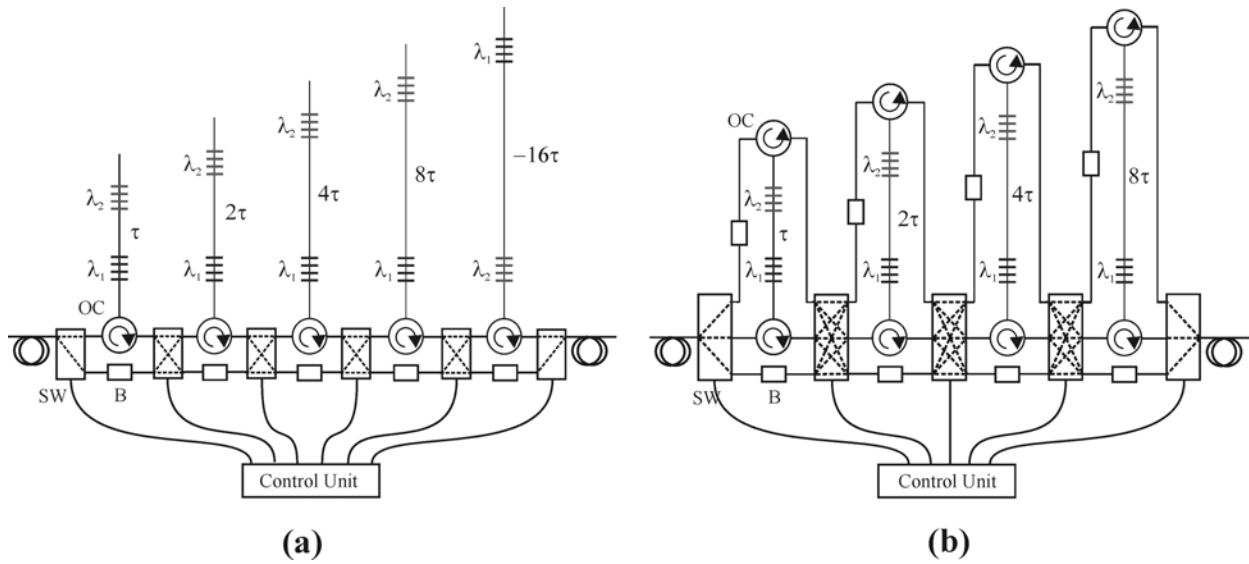 λ₁
λ₂
λ₂
λ₂
λ₂
τ
2τ
4τ
8τ
–16τ
λ₁
λ₁
λ₁
λ₁
λ₂
OC
SW
B
Control Unit
(a)
OC
λ₂
λ₂
λ₂
λ₂
τ
2τ
4τ
8τ
λ₁
λ₁
λ₁
λ₁
SW
B
Control Unit
(b)